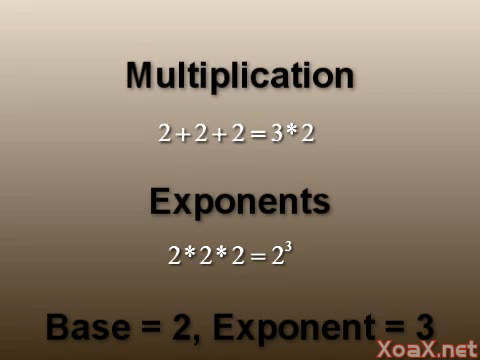 Multiplication
2+2+2=3*2
Exponents
2*2*2=2³
Base = 2, Exponent = 3
XoaX.net